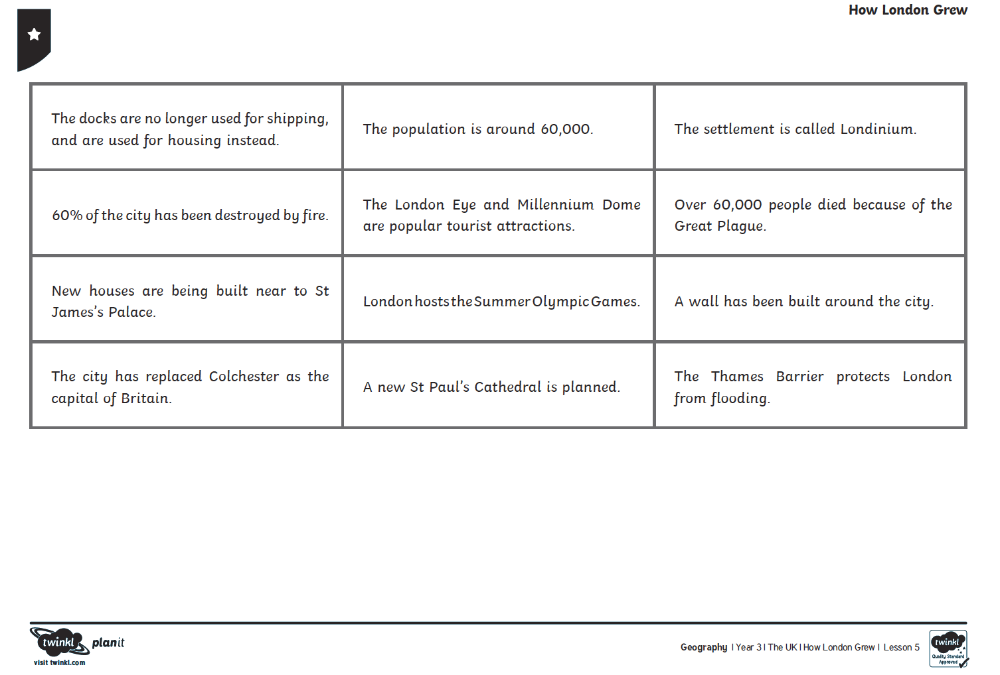 How London Grew
The docks are no longer used for shipping,
and are used for housing instead.
The population is around 60,000.
The settlement is called Londinium.
60% of the city has been destroyed by fire.
The London Eye and Millennium Dome
are popular tourist attractions.
Over 60,000 people died because of the
Great Plague.
New houses are being built near to St
James’s Palace.
London hosts the Summer Olympic Games.
A wall has been built around the city.
The city has replaced Colchester as the
capital of Britain.
A new St Paul’s Cathedral is planned.
The Thames Barrier protects London
from flooding.
twinkl planit
visit twinkl.com
Geography | Year 3 | The UK | How London Grew | Lesson 5
twinkl
Quality Standard
Approved